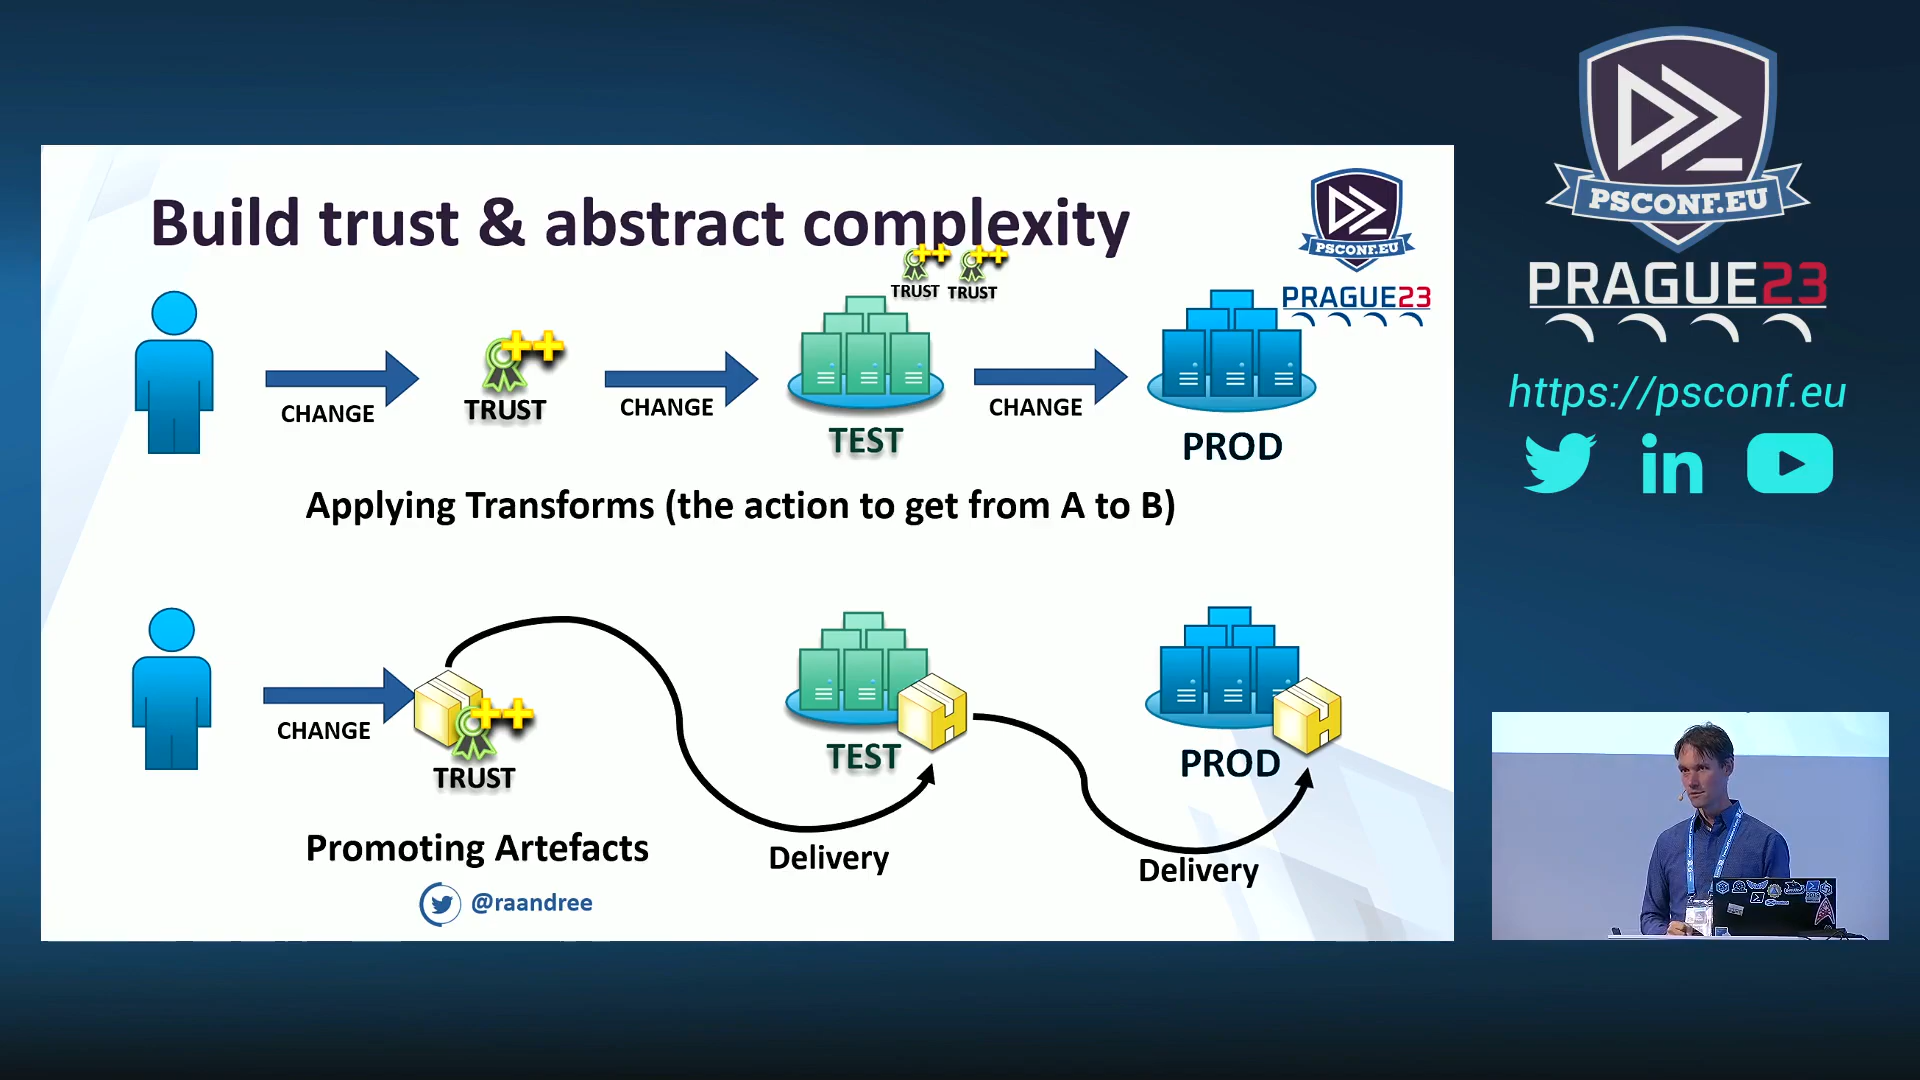 Build trust & abstract complexity
PSCONF.EU
PRAGUE23
TRUST TRUST
CHANGE
TRUST
CHANGE
TEST
CHANGE
PROD
Applying Transforms (the action to get from A to B)
CHANGE
TRUST
TEST
PROD
Promoting Artefacts
Delivery
Delivery
@raandree
PSCONF.EU
PRAGUE23
https://psconf.eu
in